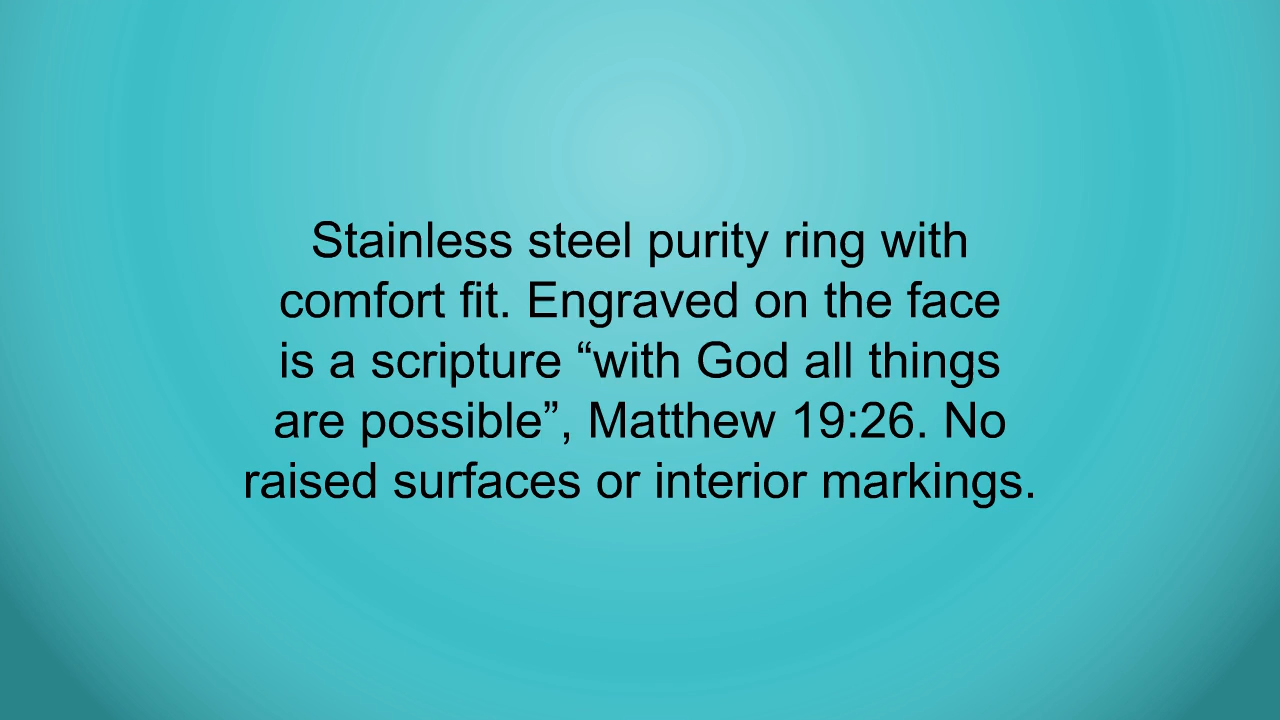 Stainless steel purity ring with
comfort fit. Engraved on the face
is a scripture “with God all things
are possible”, Matthew 19:26. No
raised surfaces or interior markings.